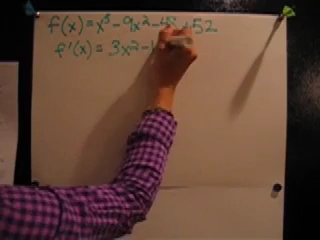 f(x) = x³ - 9x² - +52
f'(x) = 3x² -